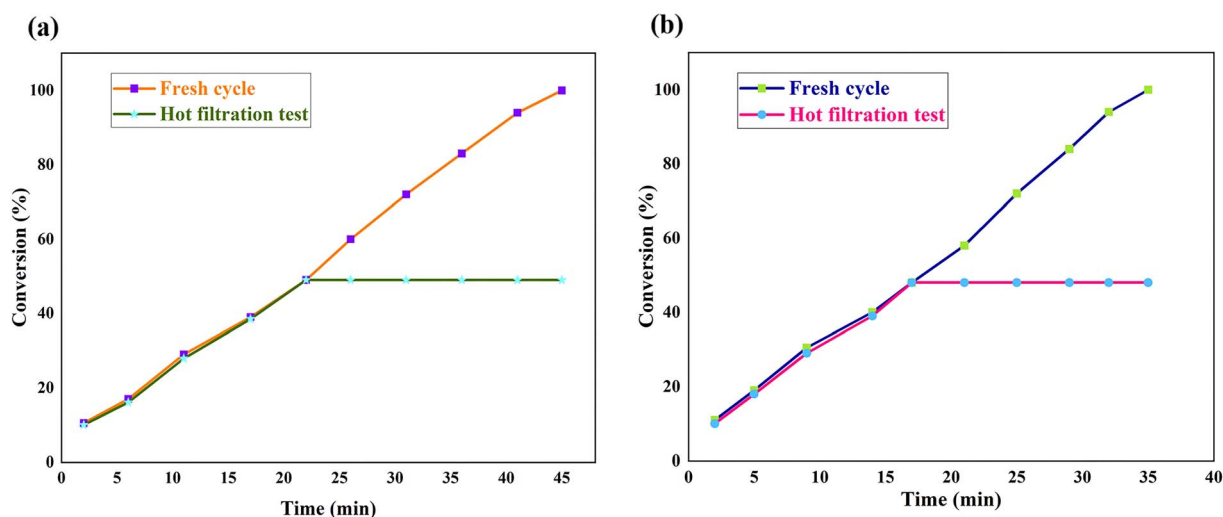 (a)
Fresh cycle
Hot filtration test
Conversion (%)
100
80
60
40
20
0
0 5 10 15 20 25 30 35 40 45
Time (min)
(b)
Fresh cycle
Hot filtration test
Conversion (%)
100
80
60
40
20
0
0 5 10 15 20 25 30 35 40
Time (min)